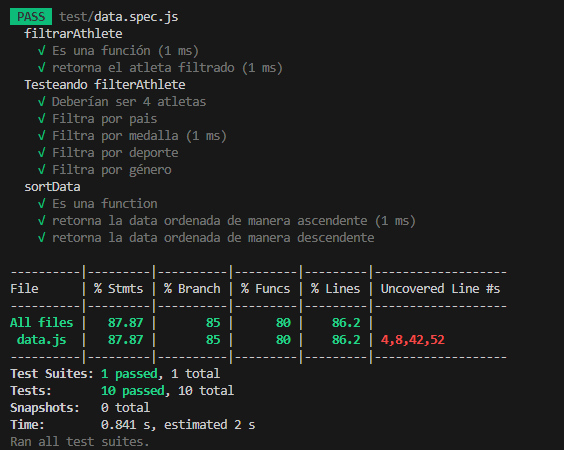 PASS test/data.spec.js
filtrarAthlete
√ Es una función (1 ms)
√ retorna el atleta filtrado (1 ms)
Testeando filterAthlete
√ Deberían ser 4 atletas
√ Filtra por pais
√ Filtra por medalla (1 ms)
√ Filtra por deporte
√ Filtra por género
sortData
√ Es una function
√ retorna la data ordenada de manera ascendente (1 ms)
√ retorna la data ordenada de manera descendente
----------|---------|----------|---------|---------|-------------------
File      | % Stmts | % Branch | % Funcs | % Lines | Uncovered Line #s
----------|---------|----------|---------|---------|-------------------
All files |   87.87 |       85 |      80 |    86.2 |
 data.js  |   87.87 |       85 |      80 |    86.2 | 4,8,42,52
----------|---------|----------|---------|---------|-------------------
Test Suites: 1 passed, 1 total
Tests:       10 passed, 10 total
Snapshots:   0 total
Time:        0.841 s, estimated 2 s
Ran all test suites.